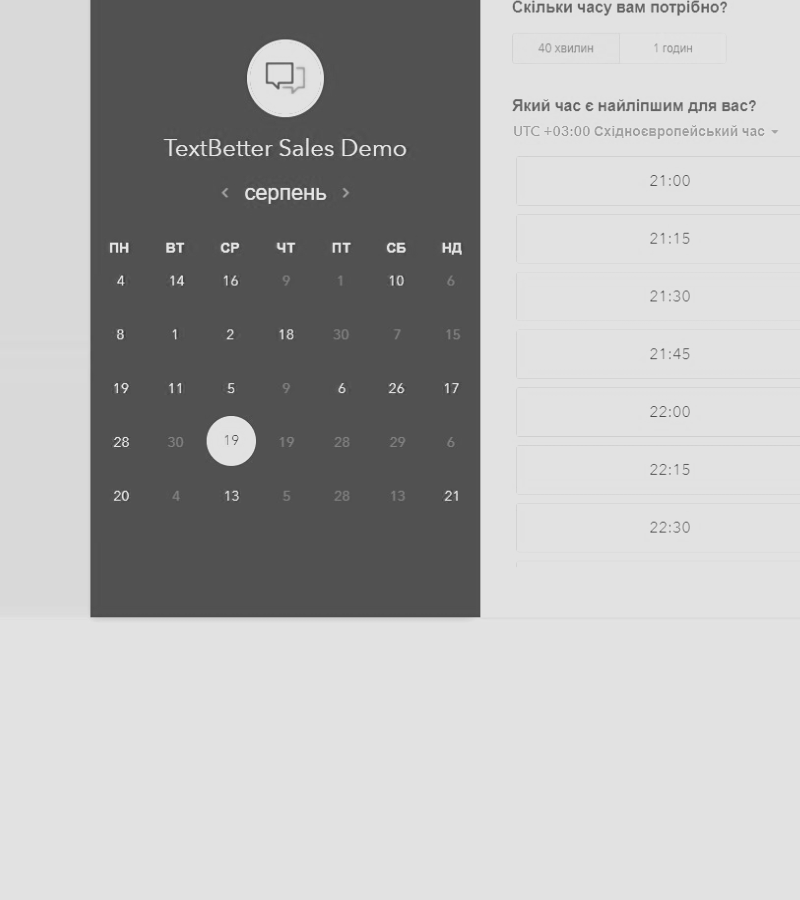 TextBetter Sales Demo
серпень
ПН ВТ СР ЧТ ПТ СБ НД
4 14 16 9 1 10 6
8 1 2 18 30 7 15
19 11 5 9 6 26 17
28 30 19 19 28 29 6
20 4 13 5 28 13 21
Скільки часу вам потрібно?
40 хвилин 1 годин
Який час є найліпшим для вас?
UTC +03:00 Східноєвропейський час
21:00
21:15
21:30
21:45
22:00
22:15
22:30